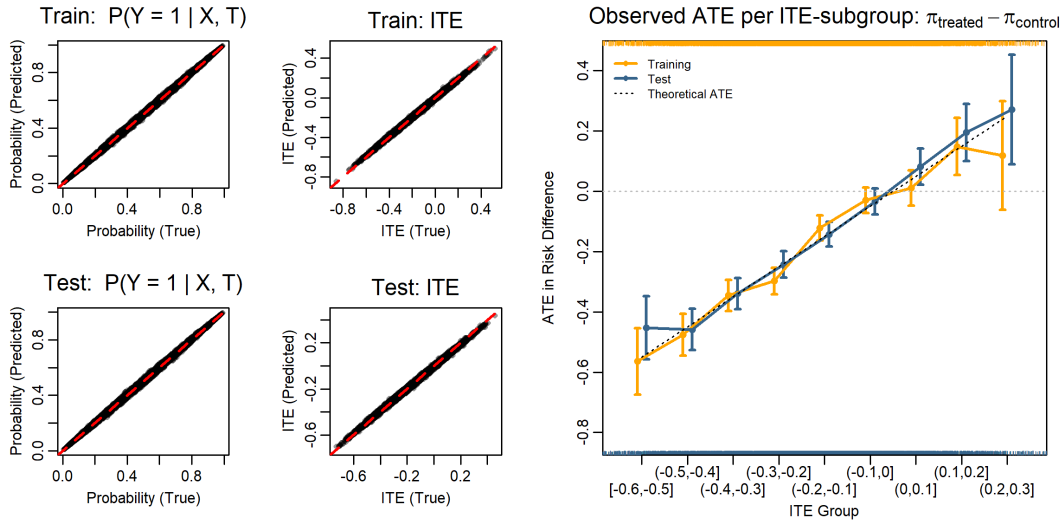 Train: P(Y = 1 | X, T)
Probability (Predicted)
0.0 0.4 0.8
0.0 0.4 0.8
Probability (True)
Train: ITE
ITE (Predicted)
-0.8 -0.4 0.0 0.4
-0.8 -0.4 0.0 0.4
ITE (True)
Test: P(Y = 1 | X, T)
Probability (Predicted)
0.0 0.4 0.8
0.0 0.4 0.8
Probability (True)
Test: ITE
ITE (Predicted)
-0.6 -0.2 0.2
-0.6 -0.2 0.2
ITE (True)
Observed ATE per ITE-subgroup: πtreated − πcontrol
Training
Test
Theoretical ATE
ATE in Risk Difference
0.4
0.2
0.0
-0.2
-0.4
-0.6
-0.8
(-0.5,-0.4] (-0.3,-0.2] (-0.1,0] (0.1,0.2]
[-0.6,-0.5] (-0.4,-0.3] (-0.2,-0.1] (0,0.1] (0.2,0.3]
ITE Group